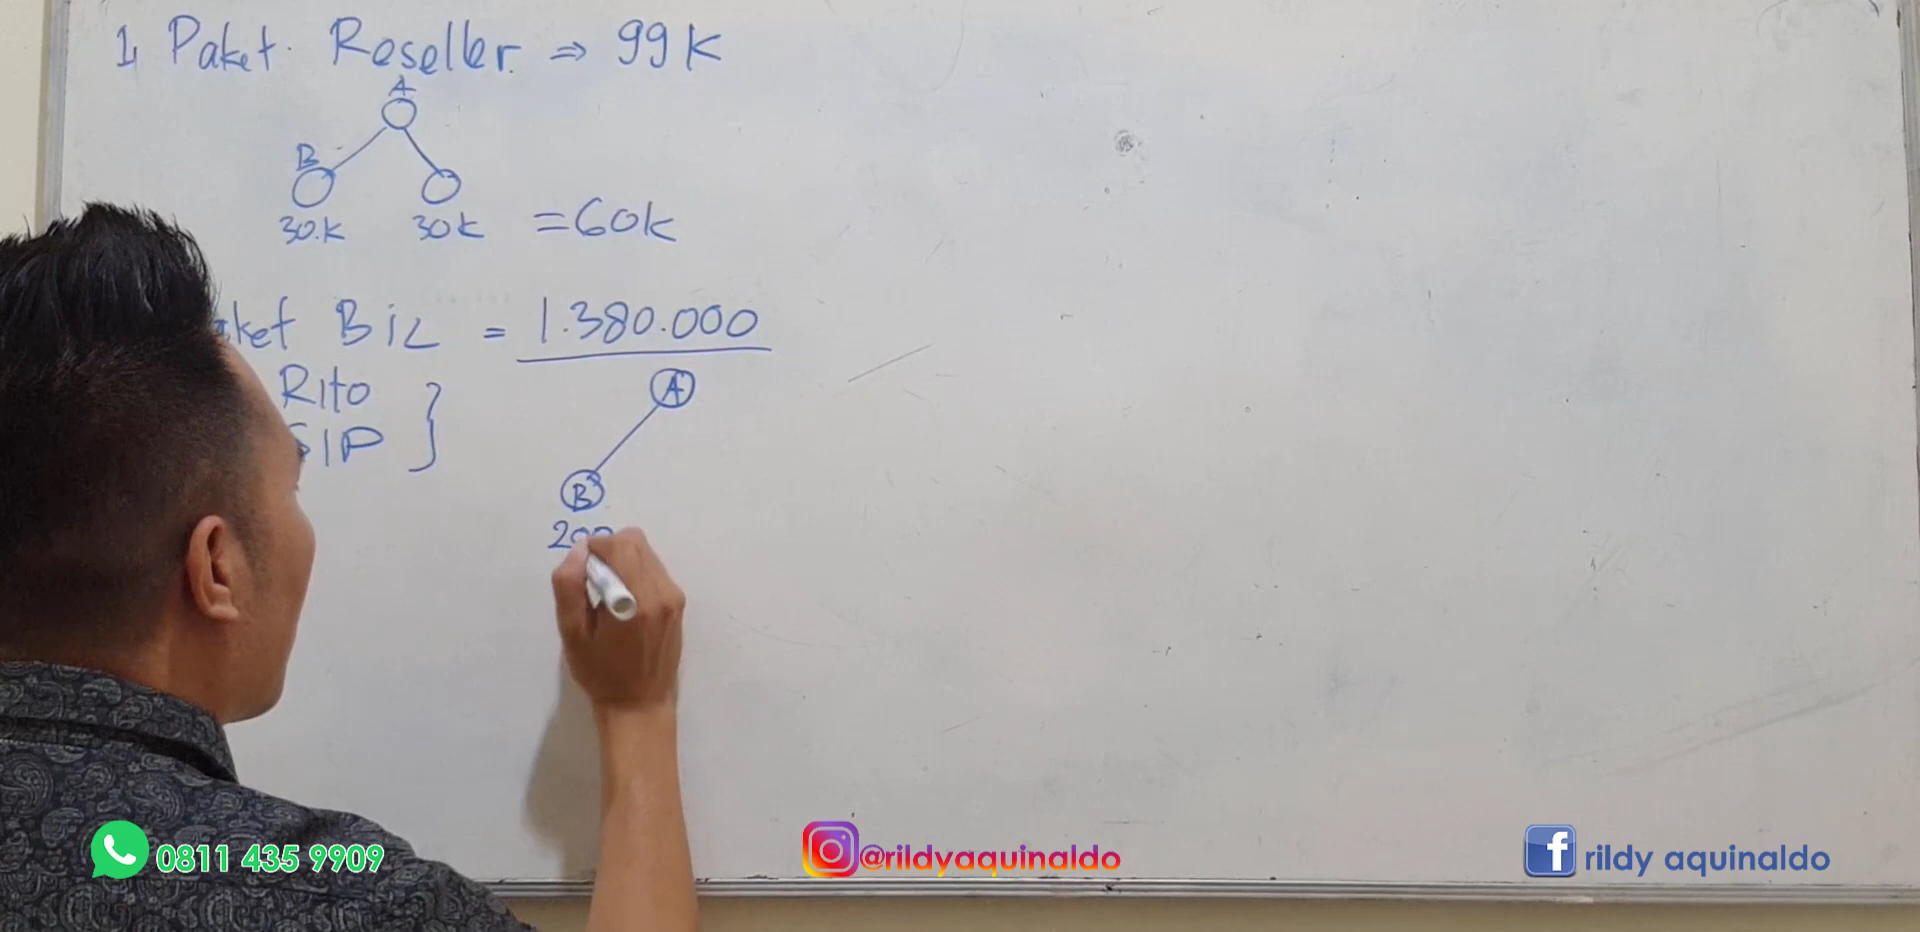 1, Paket Reseller ⇒ 99K
A
B
30.K 30K = 60K
Biz = 1.380.000
Rito }
SIP
A
B
200
0811 435 9909
@rildyaquinaldo
rildy aquinaldo